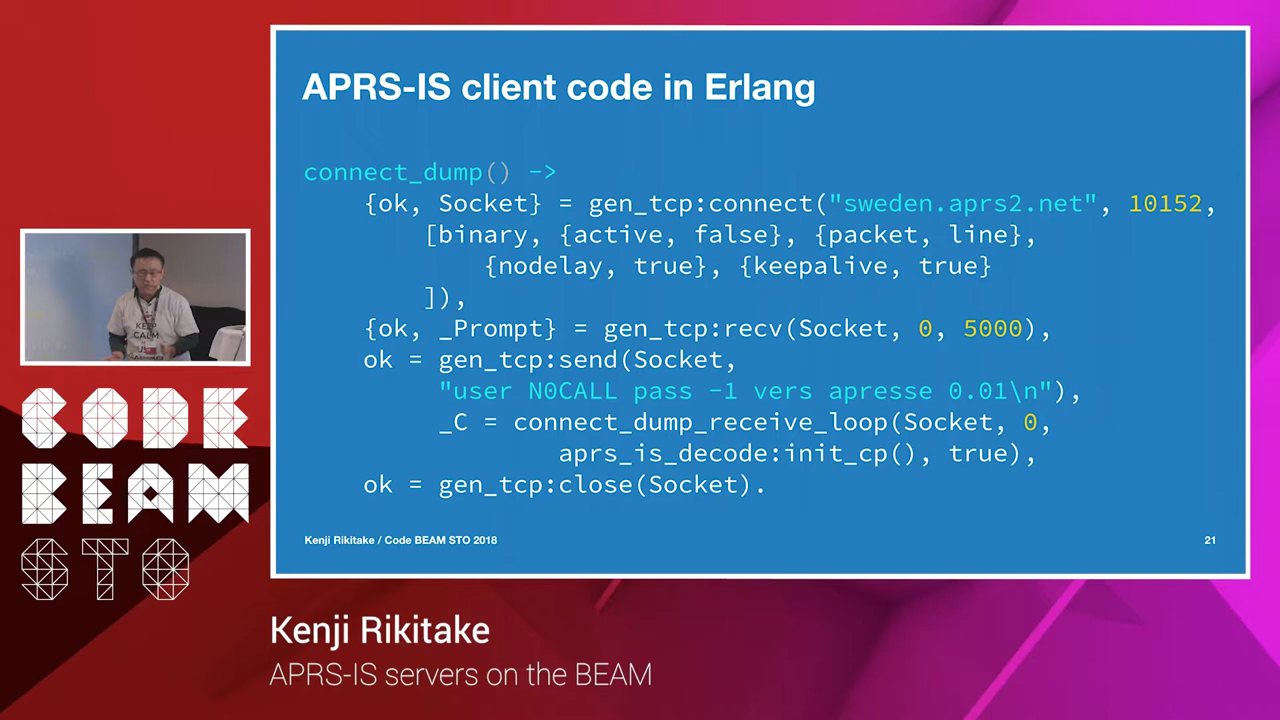 APRS-IS client code in Erlang
connect_dump() ->
{ok, Socket} = gen_tcp:connect("sweden.aprs2.net", 10152,
[binary, {active, false}, {packet, line},
{nodelay, true}, {keepalive, true}
]),
{ok, _Prompt} = gen_tcp:recv(Socket, 0, 5000),
ok = gen_tcp:send(Socket,
"user N0CALL pass -1 vers apresse 0.01\n"),
_C = connect_dump_receive_loop(Socket, 0,
aprs_is_decode:init_cp(), true),
ok = gen_tcp:close(Socket).
Kenji Rikitake / Code BEAM STO 2018
21
KEEP
CALM
CODE
BEAM
STO
Kenji Rikitake
APRS-IS servers on the BEAM